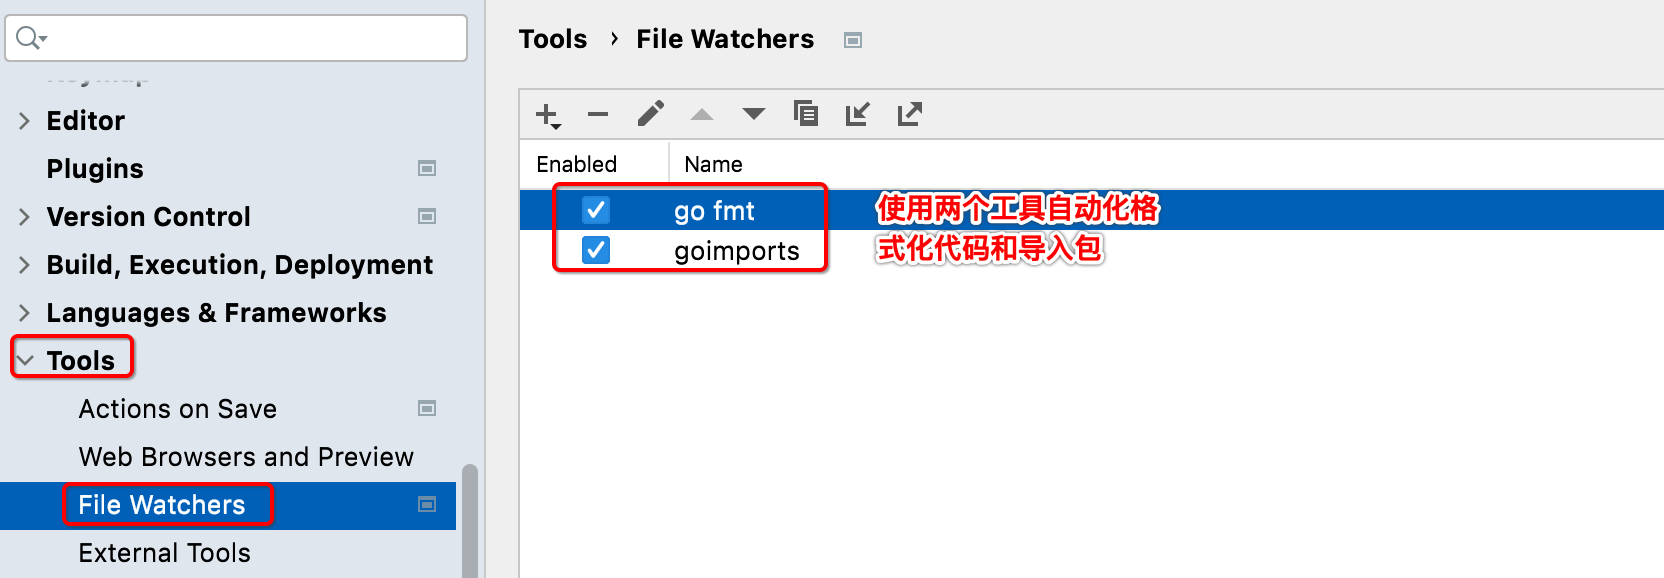 Editor
Plugins
Version Control
Build, Execution, Deployment
Languages & Frameworks
Tools
Actions on Save
Web Browsers and Preview
File Watchers
External Tools
Tools › File Watchers
Enabled Name
go fmt
goimports
使用两个工具自动化格
式化代码和导入包